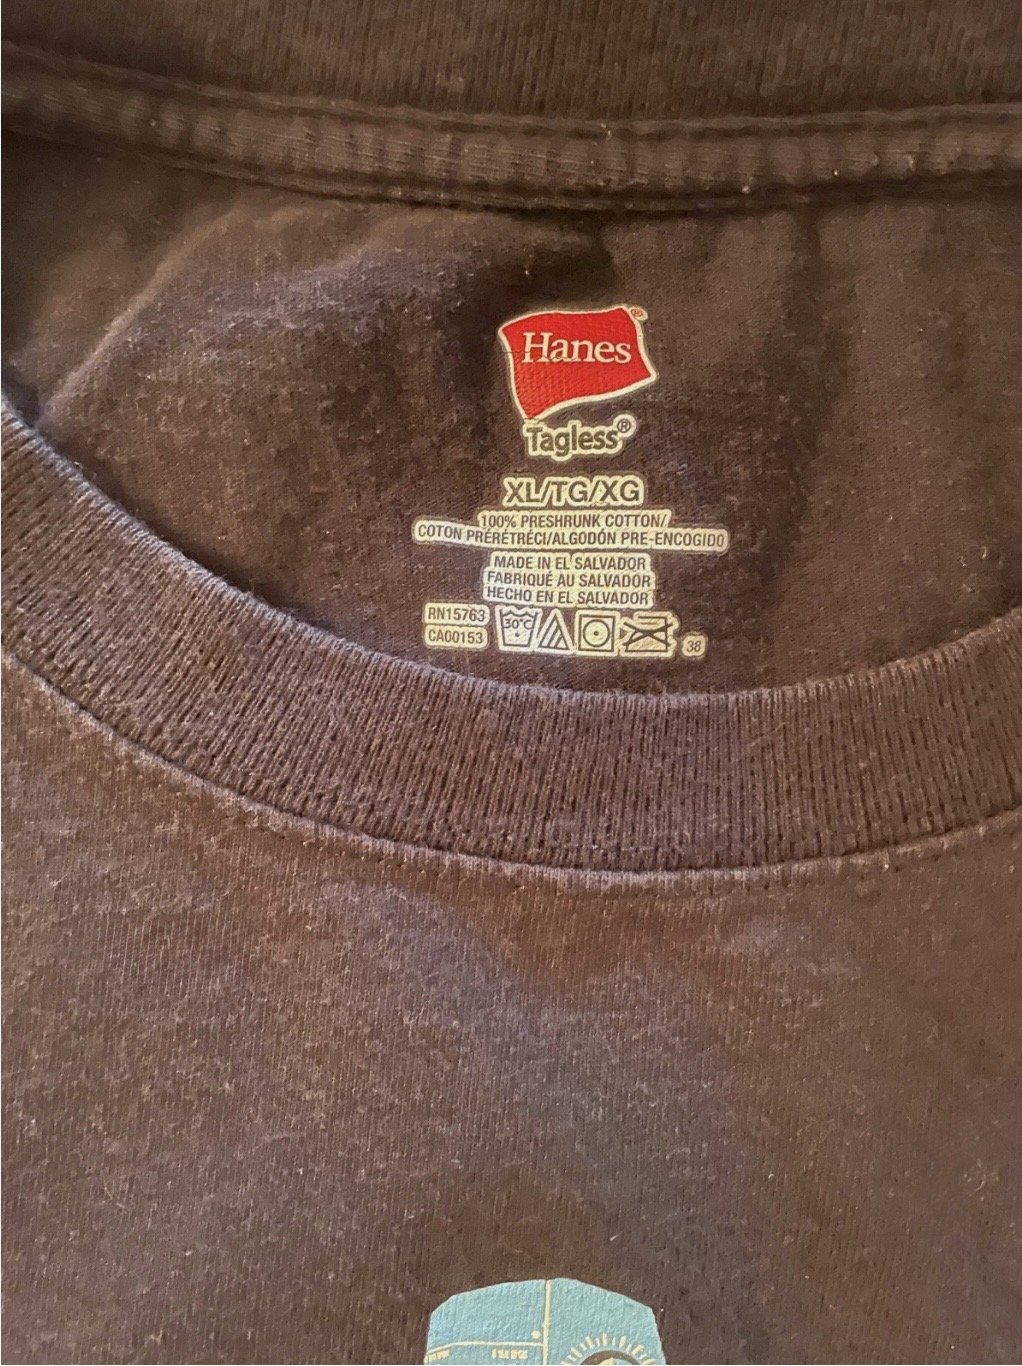 Hanes®
Tagless®
XL/TG/XG
100% PRESHRUNK COTTON/
COTON PRÉRÉTRÉCI/ALGODÓN PRE-ENCOGIDO
MADE IN EL SALVADOR
FABRIQUÉ AU SALVADOR
HECHO EN EL SALVADOR
RN15763
CA00153
30°C
38